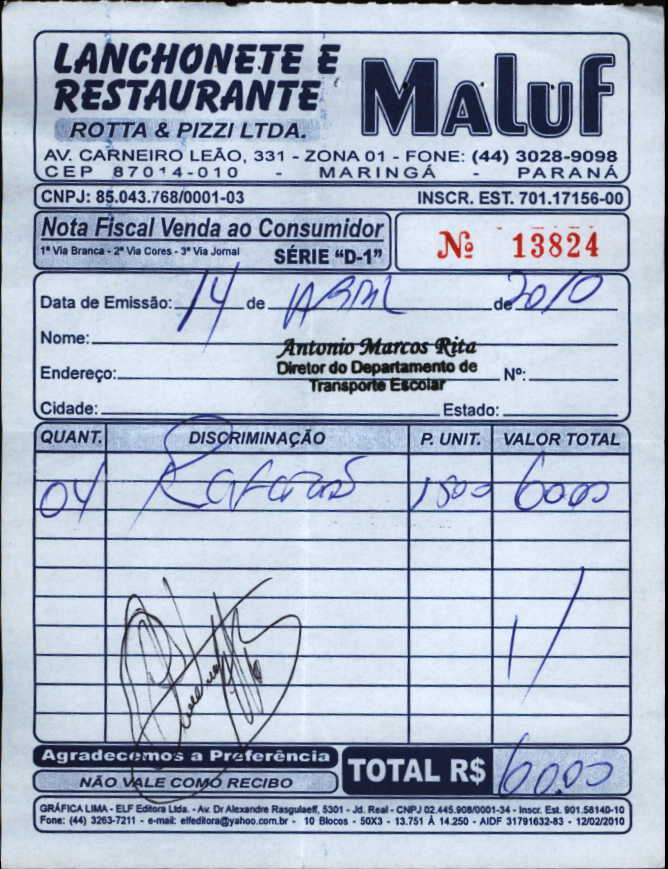 LANCHONETE E
RESTAURANTE
MALUF
ROTTA & PIZZI LTDA.
AV. CARNEIRO LEÃO, 331 - ZONA 01 - FONE: (44) 3028-9098
CEP 87014-010 - MARINGÁ - PARANÁ
CNPJ: 85.043.768/0001-03 INSCR. EST. 701.17156-00
Nota Fiscal Venda ao Consumidor
1ª Via Branca - 2ª Via Cores - 3ª Via Jornal SÉRIE "D-1"
Nº 13824
Data de Emissão: 14 de ABRIL de 2010
Nome:
Antonio Marcos Rita
Endereço: Diretor do Departamento de Nº:
Transporte Escolar
Cidade: Estado:
QUANT. DISCRIMINAÇÃO P. UNIT. VALOR TOTAL
04 1500 6000
Agradecemos a Preferência
NÃO VALE COMO RECIBO
TOTAL R$ 60.00
GRÁFICA LIMA - ELF Editora Ltda. - Av. Dr Alexandre Rasgulaeff, 5301 - Jd. Real - CNPJ 02.445.908/0001-34 - Inscr. Est. 901.58140-10
Fone: (44) 3263-7211 - e-mail: elfeditora@yahoo.com.br - 10 Blocos - 50X3 - 13.751 À 14.250 - AIDF 31791632-83 - 12/02/2010